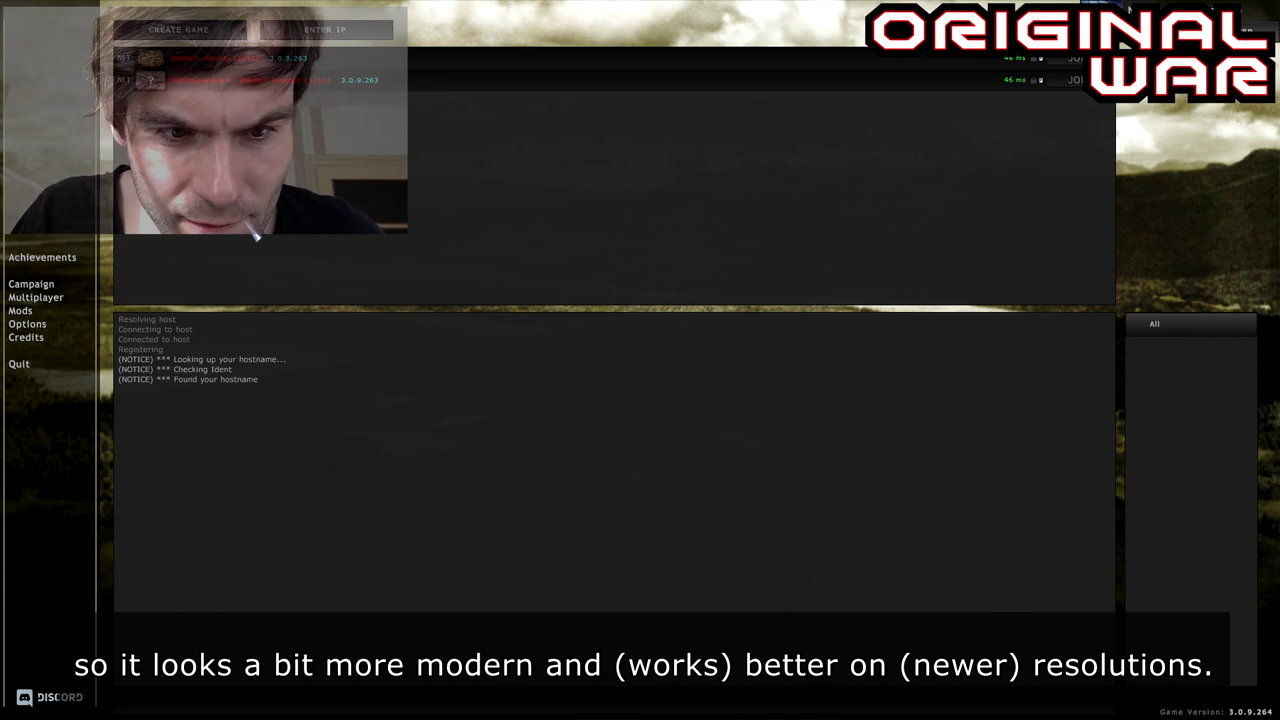 ORIGINAL
WAR
CREATE GAME
ENTER IP
NET
3.0.9.263
46 ms
NET
?
3.0.9.263
46 ms
Achievements
Campaign
Multiplayer
Mods
Options
Credits
Quit
Resolving host
Connecting to host
Connected to host
Registering
(NOTICE) *** Looking up your hostname...
(NOTICE) *** Checking Ident
(NOTICE) *** Found your hostname
All
so it looks a bit more modern and (works) better on (newer) resolutions.
DISCORD
Game Version: 3.0.9.264